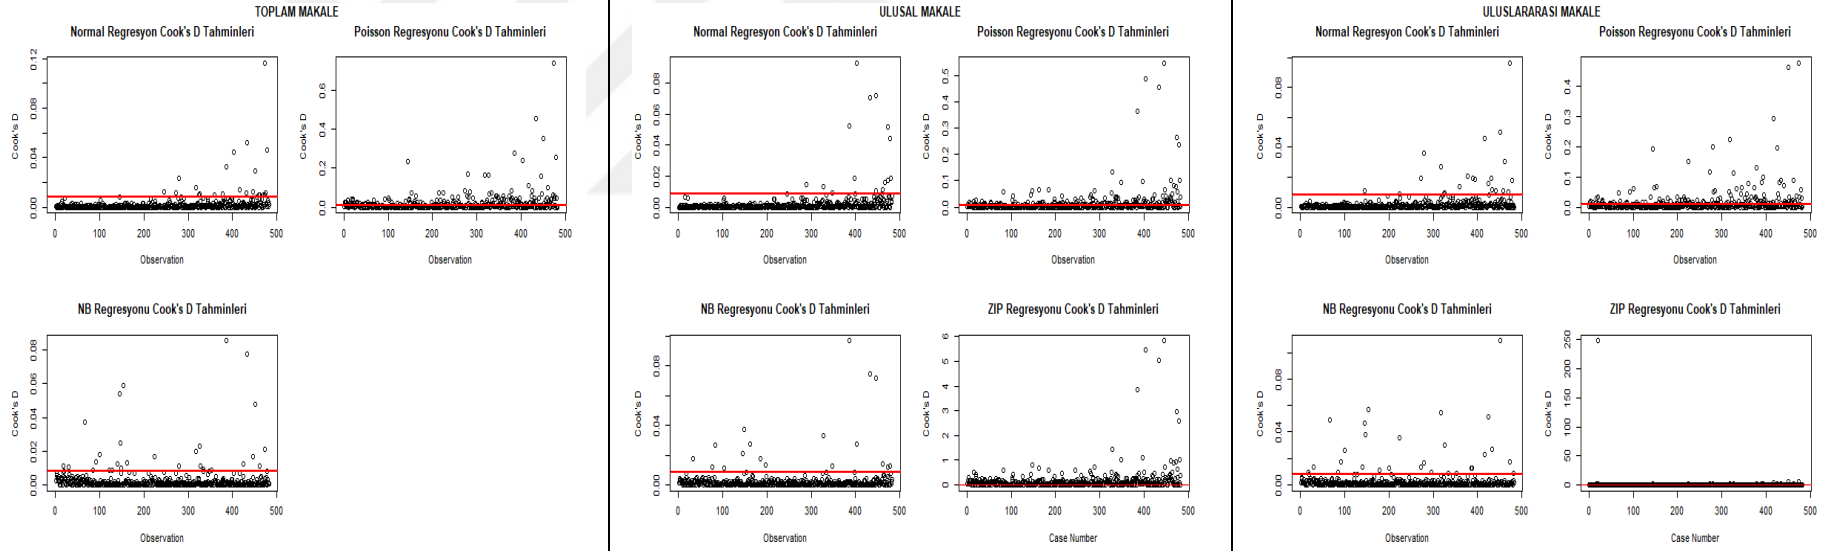 TOPLAM MAKALE
Normal Regresyon Cook's D Tahminleri
Cook's D
0.00 0.04 0.08 0.12
0 100 200 300 400 500
Observation
Poisson Regresyonu Cook's D Tahminleri
Cook's D
0.0 0.2 0.4 0.6
0 100 200 300 400 500
Observation
NB Regresyonu Cook's D Tahminleri
Cook's D
0.00 0.02 0.04 0.06 0.08
0 100 200 300 400 500
Observation
ULUSAL MAKALE
Normal Regresyon Cook's D Tahminleri
Cook's D
0.00 0.02 0.04 0.06 0.08
0 100 200 300 400 500
Observation
Poisson Regresyonu Cook's D Tahminleri
Cook's D
0.0 0.1 0.2 0.3 0.4 0.5
0 100 200 300 400 500
Observation
NB Regresyonu Cook's D Tahminleri
Cook's D
0.00 0.04 0.08
0 100 200 300 400 500
Observation
ZIP Regresyonu Cook's D Tahminleri
Cook's D
0 1 2 3 4 5 6
0 100 200 300 400 500
Case Number
ULUSLARARASI MAKALE
Normal Regresyon Cook's D Tahminleri
Cook's D
0.00 0.04 0.08
0 100 200 300 400 500
Observation
Poisson Regresyonu Cook's D Tahminleri
Cook's D
0.0 0.1 0.2 0.3 0.4
0 100 200 300 400 500
Observation
NB Regresyonu Cook's D Tahminleri
Cook's D
0.00 0.04 0.08
0 100 200 300 400 500
Observation
ZIP Regresyonu Cook's D Tahminleri
Cook's D
0 50 100 150 200 250
0 100 200 300 400 500
Case Number